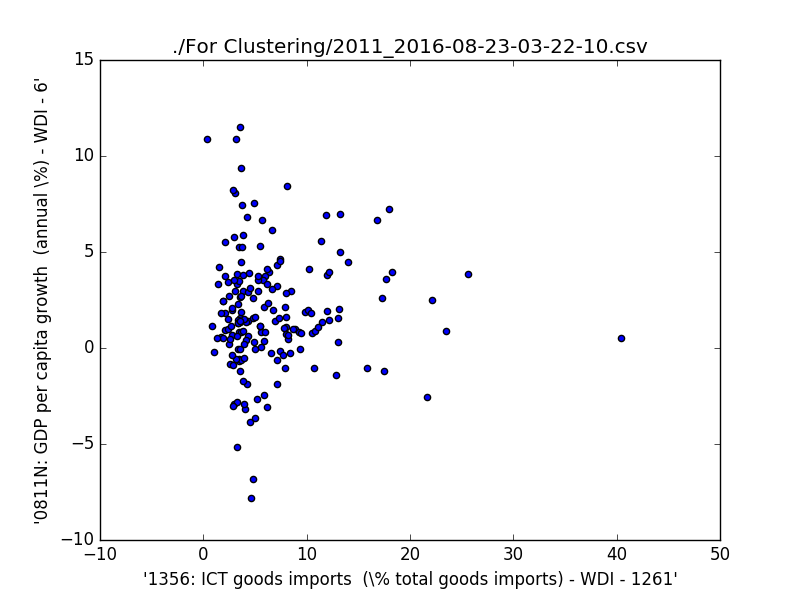 ./For Clustering/2011_2016-08-23-03-22-10.csv
'0811N: GDP per capita growth  (annual \%) - WDI - 6'
15
10
5
0
−5
−10
−10 0 10 20 30 40 50
'1356: ICT goods imports  (\% total goods imports) - WDI - 1261'